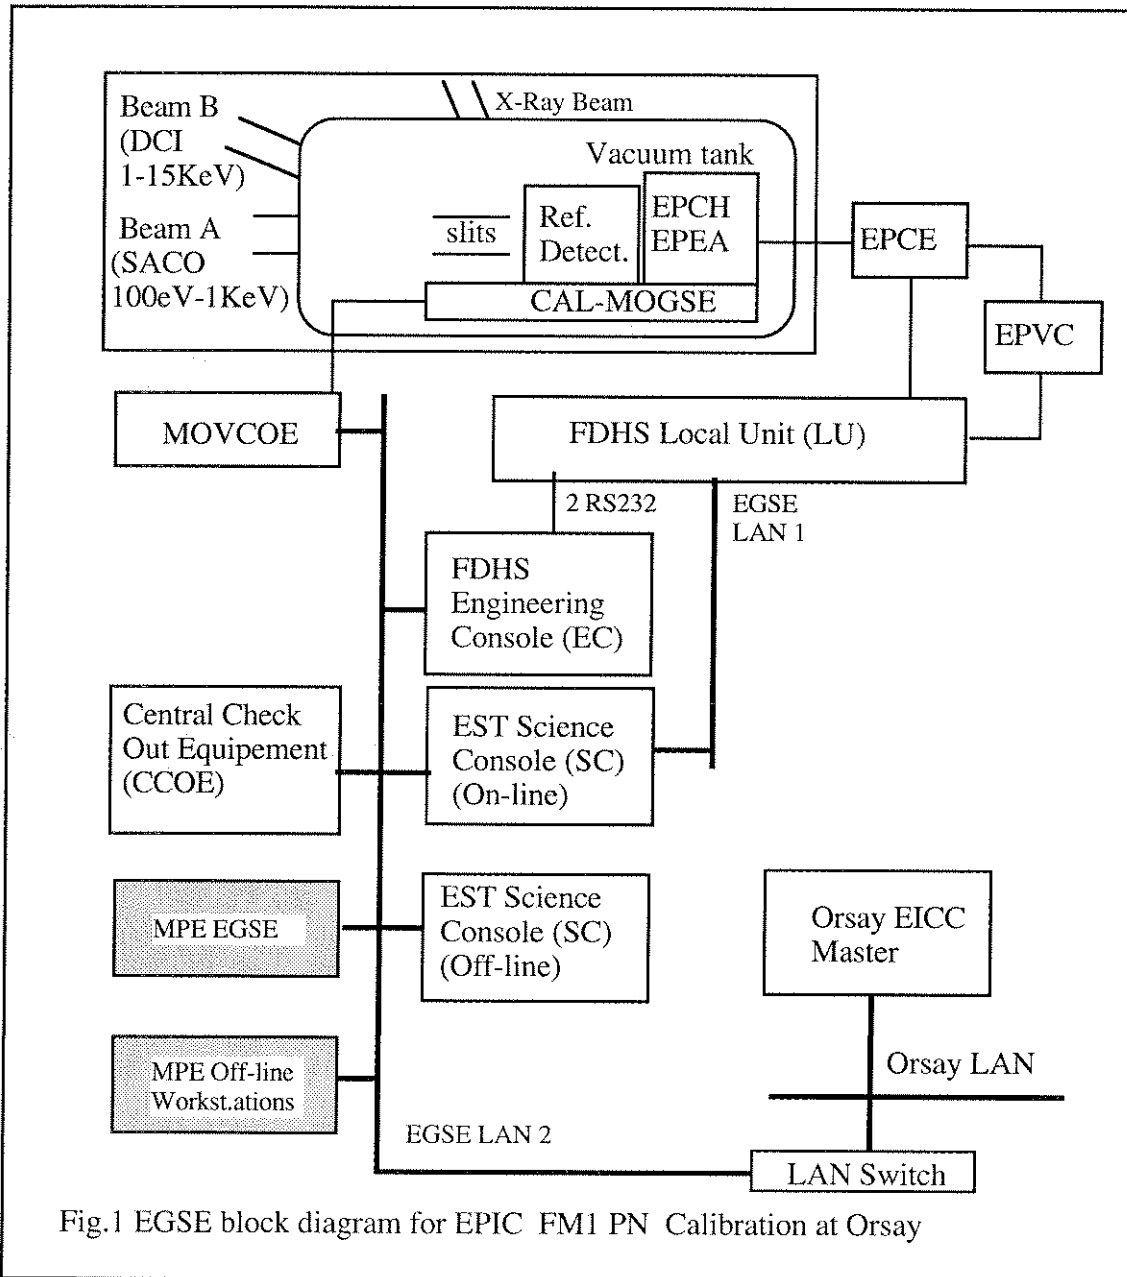 X-Ray Beam
Beam B
(DCI
1-15KeV)
Vacuum tank
Beam A
(SACO
100eV-1KeV)
slits
Ref.
Detect.
EPCH
EPEA
CAL-MOGSE
EPCE
EPVC
MOVCOE
FDHS Local Unit (LU)
2 RS232
EGSE
LAN 1
FDHS
Engineering
Console (EC)
Central Check
Out Equipement
(CCOE)
EST Science
Console (SC)
(On-line)
MPE EGSE
EST Science
Console (SC)
(Off-line)
Orsay EICC
Master
MPE Off-line
Workst.ations
Orsay LAN
EGSE LAN 2
LAN Switch
Fig.1 EGSE block diagram for EPIC FM1 PN Calibration at Orsay